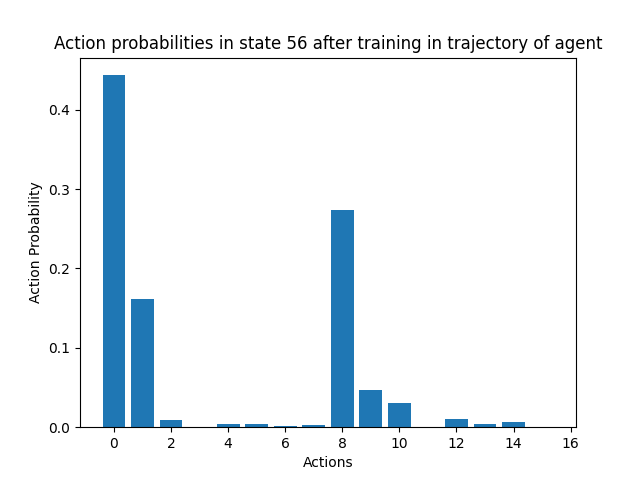 Action probabilities in state 56 after training in trajectory of agent
0.4
0.3
0.2
0.1
0.0
Action Probability
0 2 4 6 8 10 12 14 16
Actions